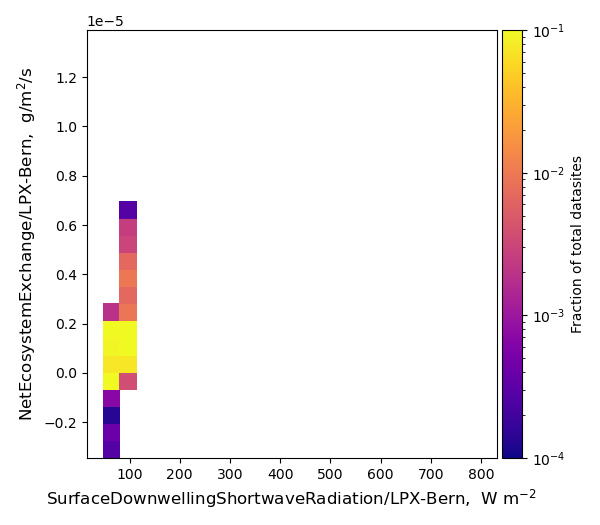 1e−5
1.2
1.0
0.8
0.6
0.4
0.2
0.0
−0.2
NetEcosystemExchange/LPX-Bern, g/m²/s
100 200 300 400 500 600 700 800
SurfaceDownwellingShortwaveRadiation/LPX-Bern, W m⁻²
10⁻¹
10⁻²
10⁻³
10⁻⁴
Fraction of total datasites